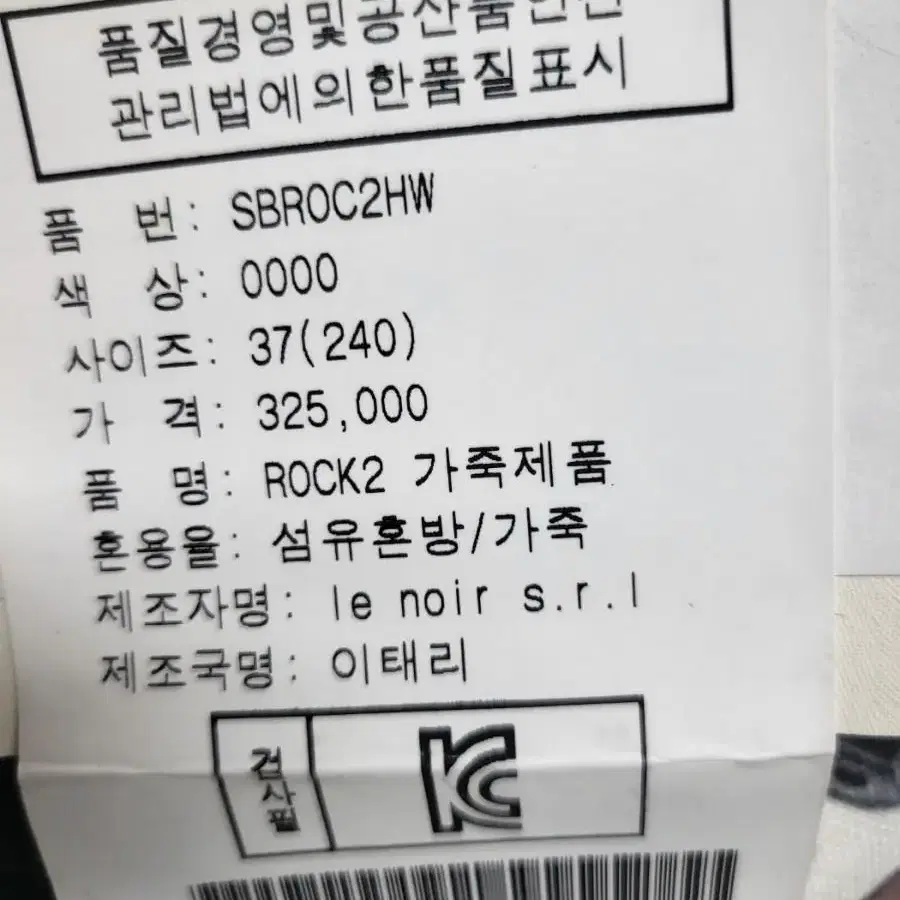 품질경영및공산품안전
관리법에의한품질표시
품 번: SBROC2HW
색 상: 0000
사이즈: 37(240)
가 격: 325,000
품 명: ROCK2 가죽제품
혼용율: 섬유혼방/가죽
제조자명: le noir s.r.l
제조국명: 이태리
검사필
KC